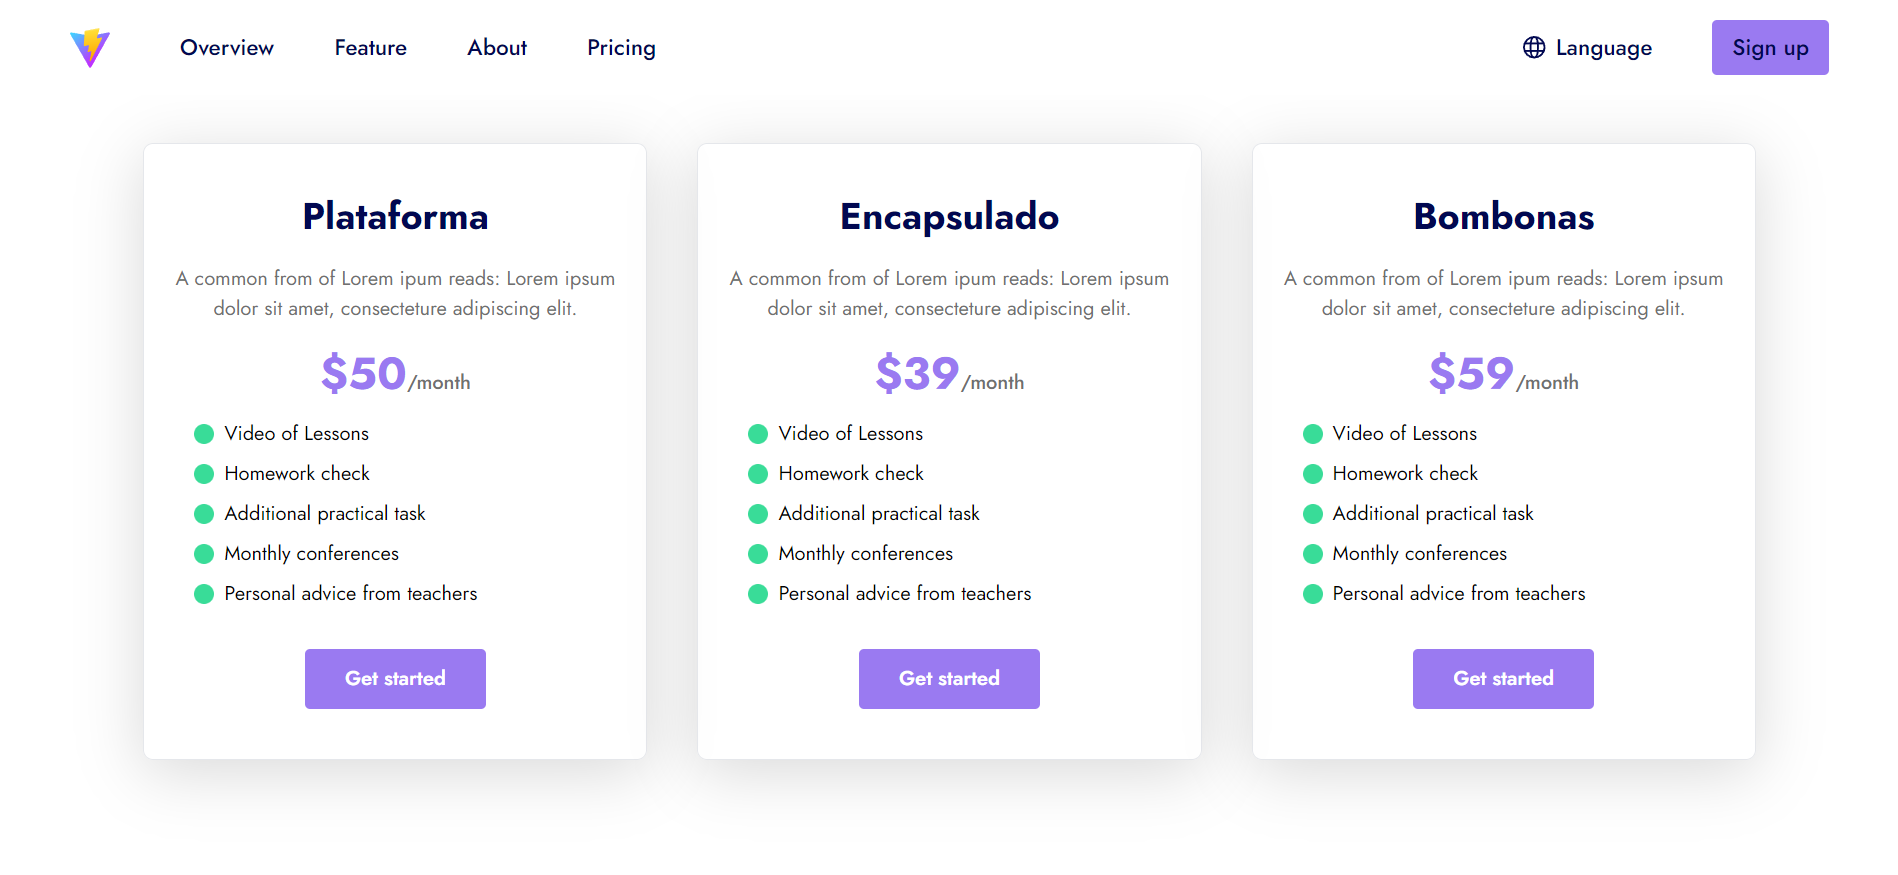 Overview Feature About Pricing Language Sign up
Plataforma
A common from of Lorem ipum reads: Lorem ipsum
dolor sit amet, consecteture adipiscing elit.
$50/month
Video of Lessons
Homework check
Additional practical task
Monthly conferences
Personal advice from teachers
Get started
Encapsulado
A common from of Lorem ipum reads: Lorem ipsum
dolor sit amet, consecteture adipiscing elit.
$39/month
Video of Lessons
Homework check
Additional practical task
Monthly conferences
Personal advice from teachers
Get started
Bombonas
A common from of Lorem ipum reads: Lorem ipsum
dolor sit amet, consecteture adipiscing elit.
$59/month
Video of Lessons
Homework check
Additional practical task
Monthly conferences
Personal advice from teachers
Get started